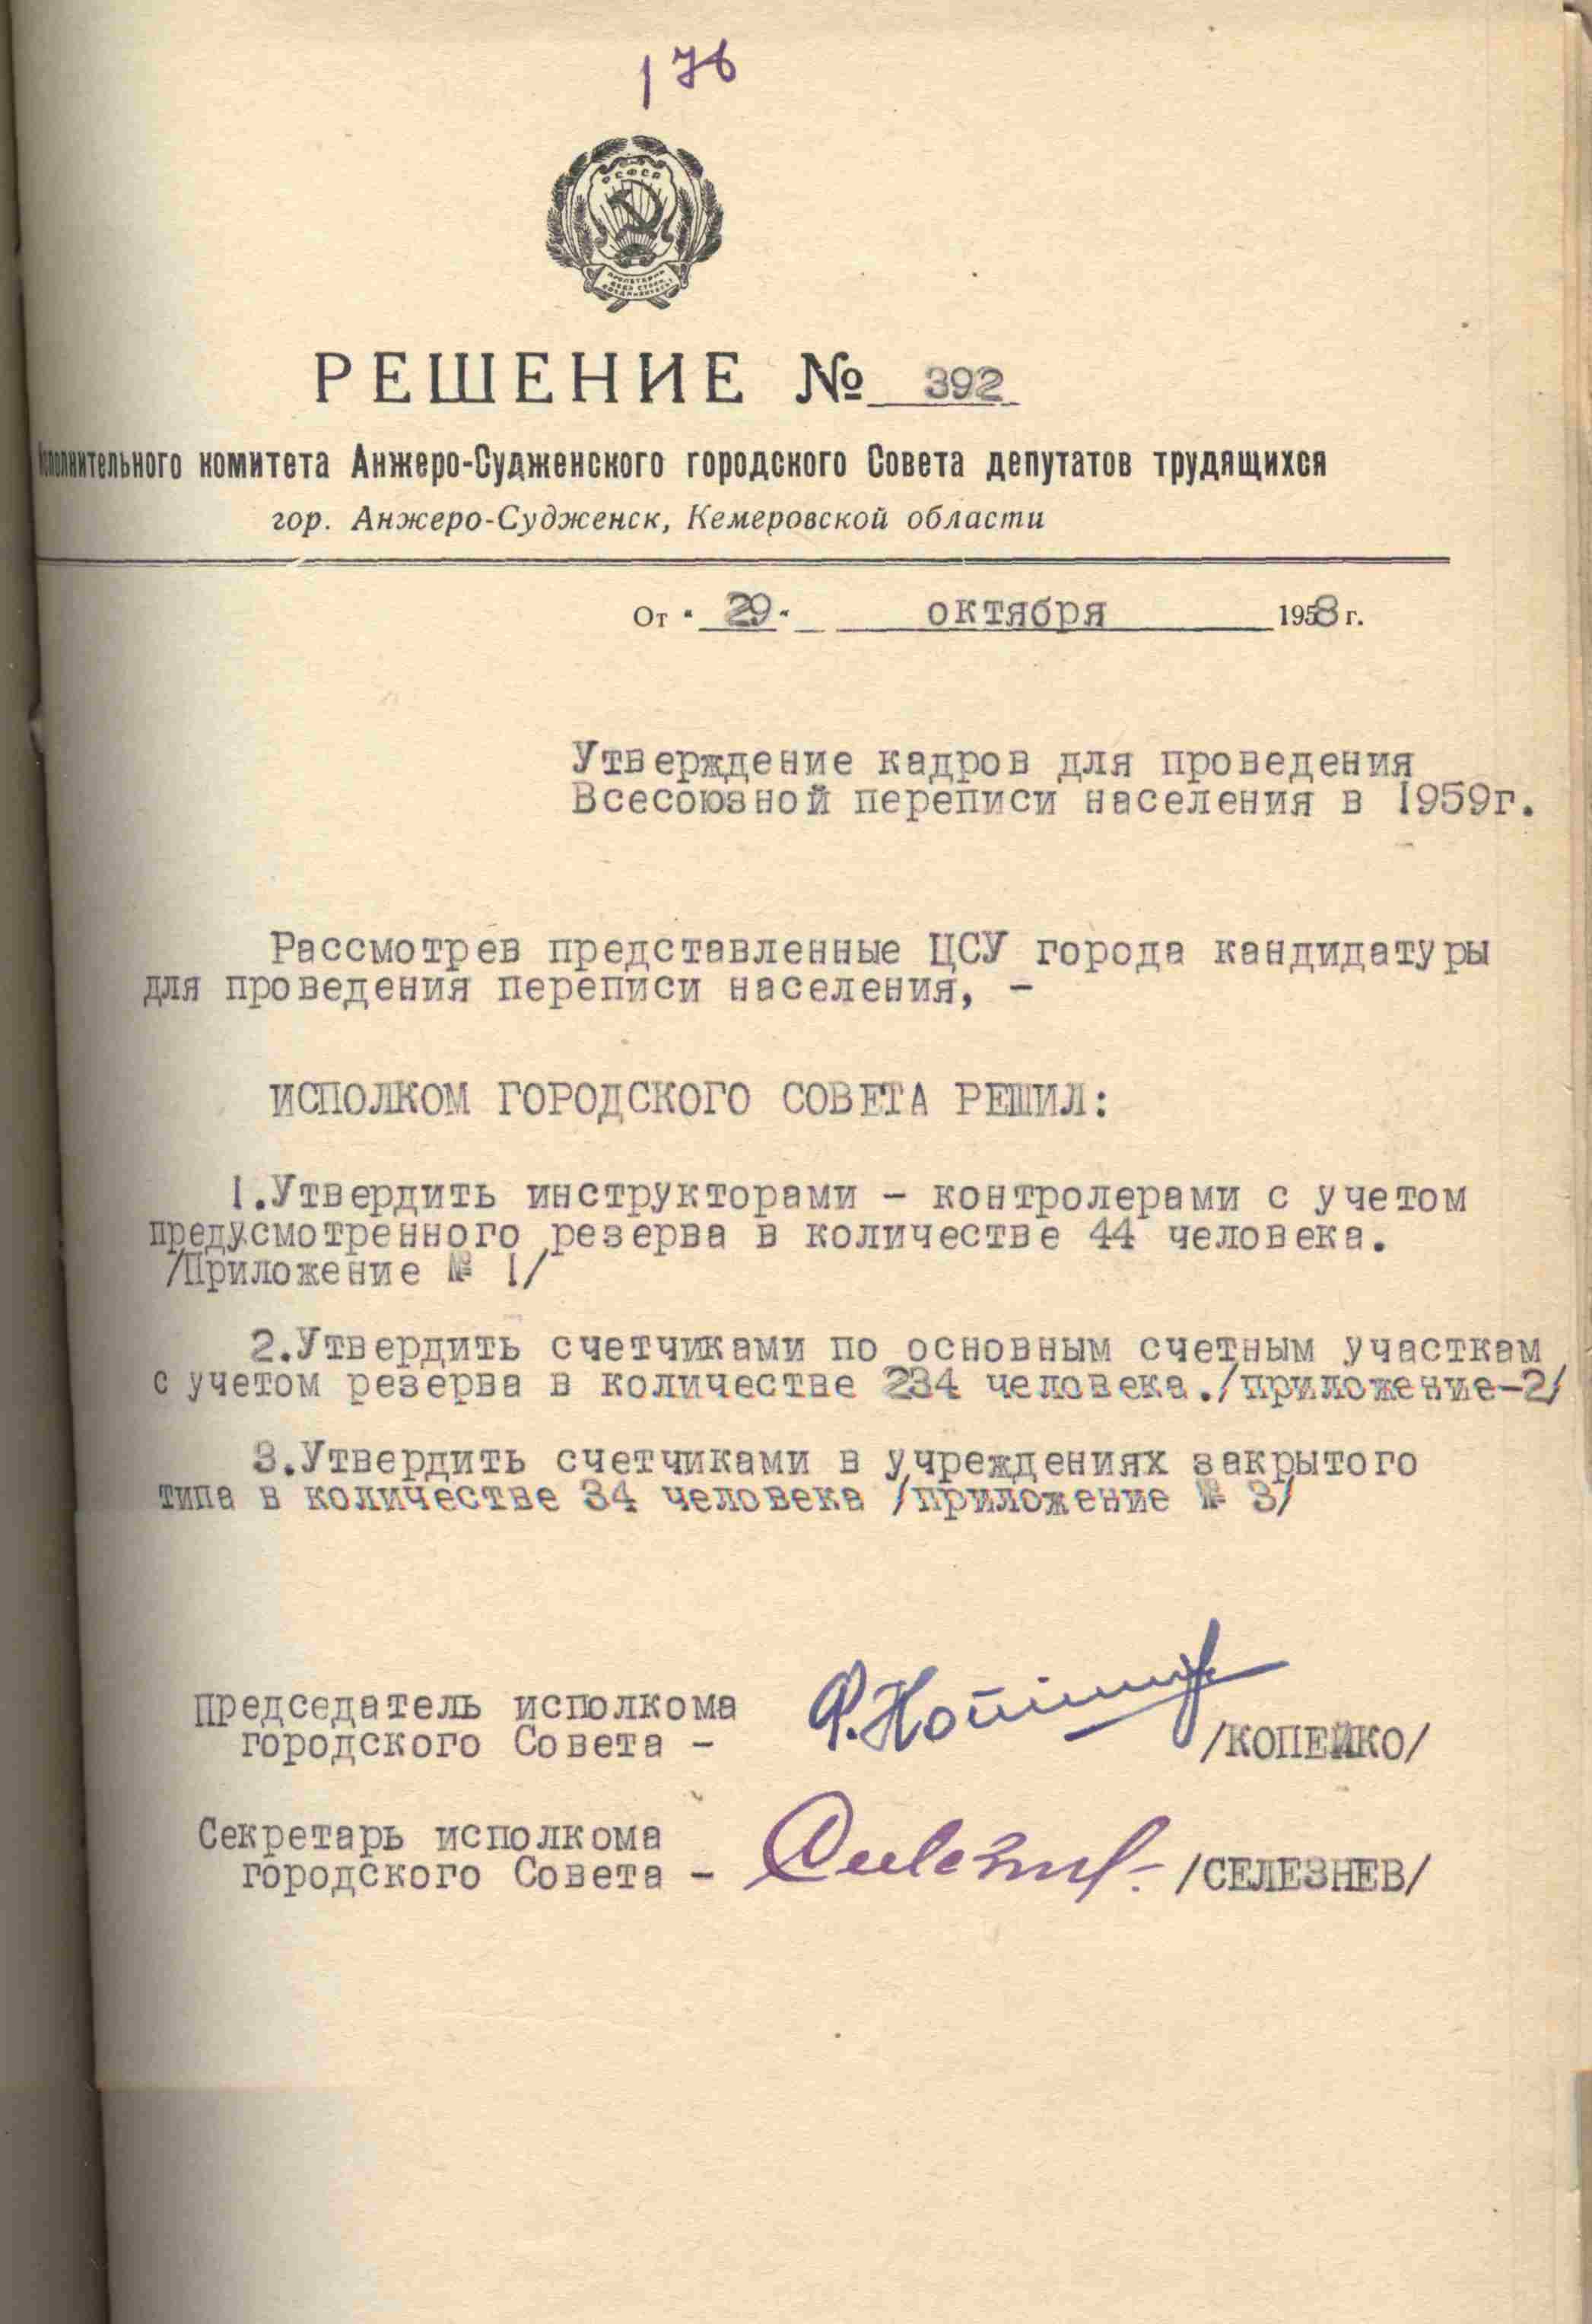 176
РСФСР
РЕШЕНИЕ № 392
Исполнительного комитета Анжеро-Судженского городского Совета депутатов трудящихся
гор. Анжеро-Судженск, Кемеровской области
От " 29 " октября 1958 г.
Утверждение кадров для проведения
Всесоюзной переписи населения в 1959г.
Рассмотрев представленные ЦСУ города кандидатуры
для проведения переписи населения, -
ИСПОЛКОМ ГОРОДСКОГО СОВЕТА РЕШИЛ:
1.Утвердить инструкторами - контролерами с учетом
предусмотренного резерва в количестве 44 человека.
/Приложение № 1/
2.Утвердить счетчиками по основным счетным участкам
с учетом резерва в количестве 234 человека./приложение-2/
3.Утвердить счетчиками в учреждениях закрытого
типа в количестве 34 человека /приложение № 3/
председатель исполкома
городского Совета - /КОПЕЙКО/
Секретарь исполкома
городского Совета - /СЕЛЕЗНЕВ/